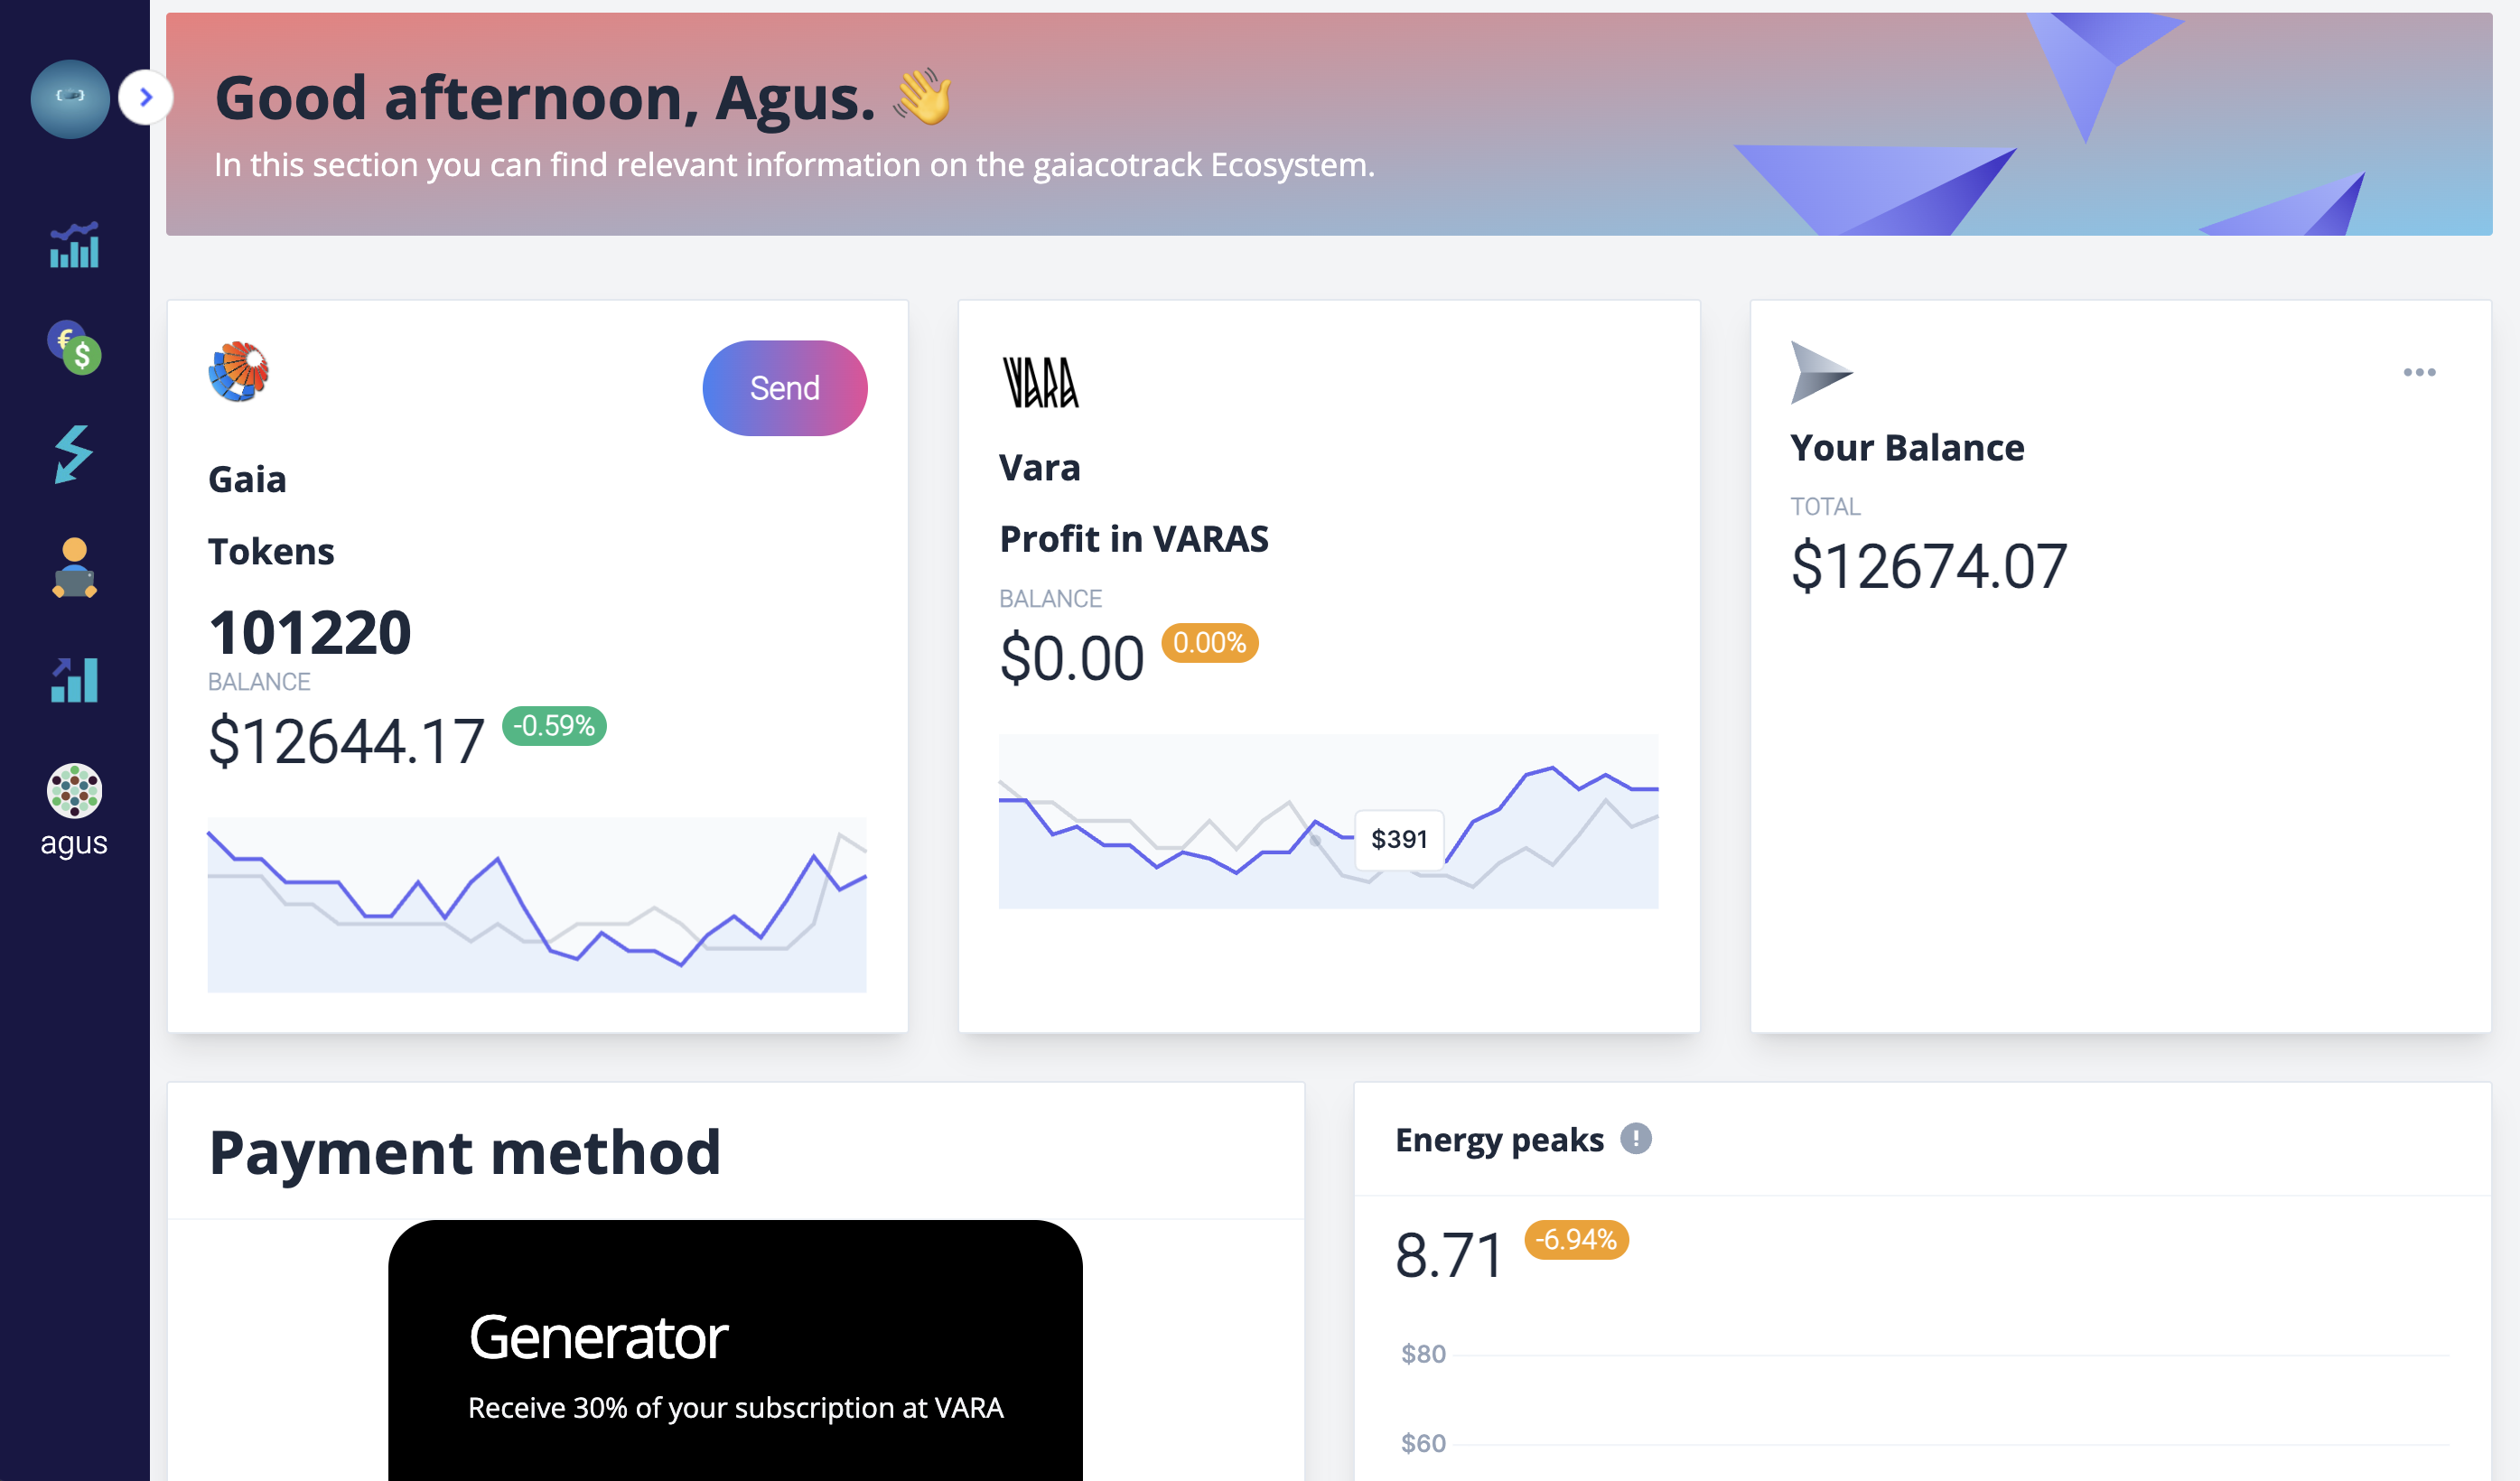 Good afternoon, Agus. 👋
In this section you can find relevant information on the gaiacotrack Ecosystem.
agus
Send
Gaia
Tokens
101220
BALANCE
$12644.17 -0.59%
VARA
Vara
Profit in VARAS
BALANCE
$0.00 0.00%
$391
Your Balance
TOTAL
$12674.07
Payment method
Generator
Receive 30% of your subscription at VARA
Energy peaks
8.71 -6.94%
$80
$60